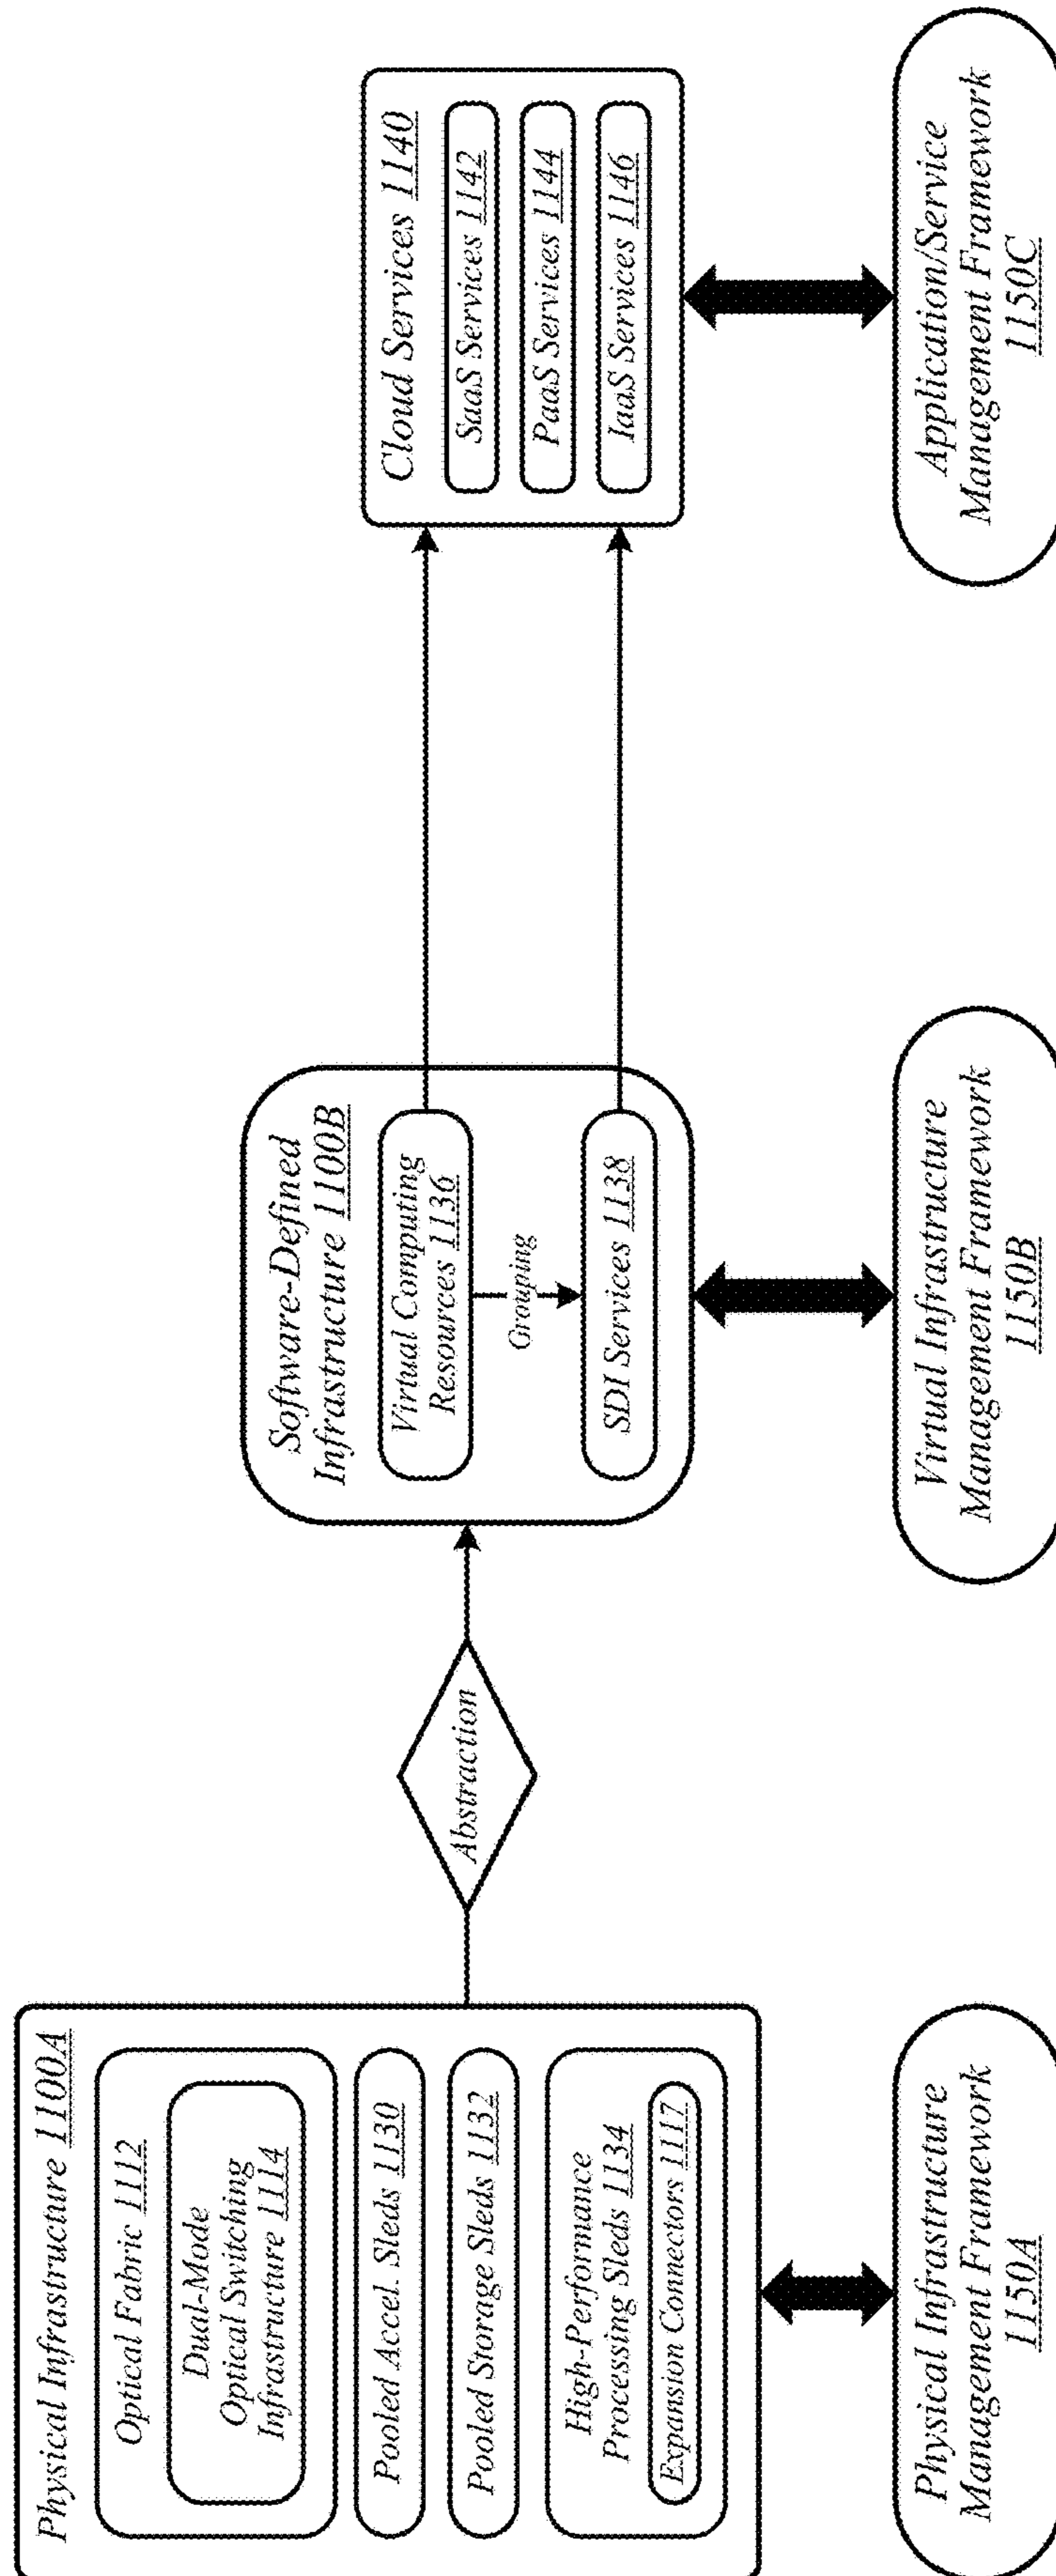 Physical Infrastructure 1100A
Optical Fabric 1112
Dual-Mode
Optical Switching
Infrastructure 1114
Pooled Accel. Sleds 1130
Pooled Storage Sleds 1132
High-Performance
Processing Sleds 1134
Expansion Connectors 1117
Physical Infrastructure
Management Framework
1150A
Abstraction
Software-Defined
Infrastructure 1100B
Virtual Computing
Resources 1136
Grouping
SDI Services 1138
Virtual Infrastructure
Management Framework
1150B
Cloud Services 1140
SaaS Services 1142
PaaS Services 1144
IaaS Services 1146
Application/Service
Management Framework
1150C